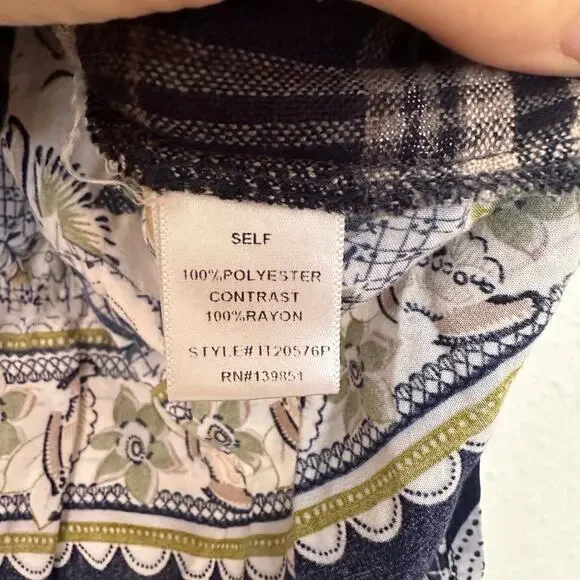 SELF
100%POLYESTER
CONTRAST
100%RAYON
STYLE# IT20576P
RN#139851